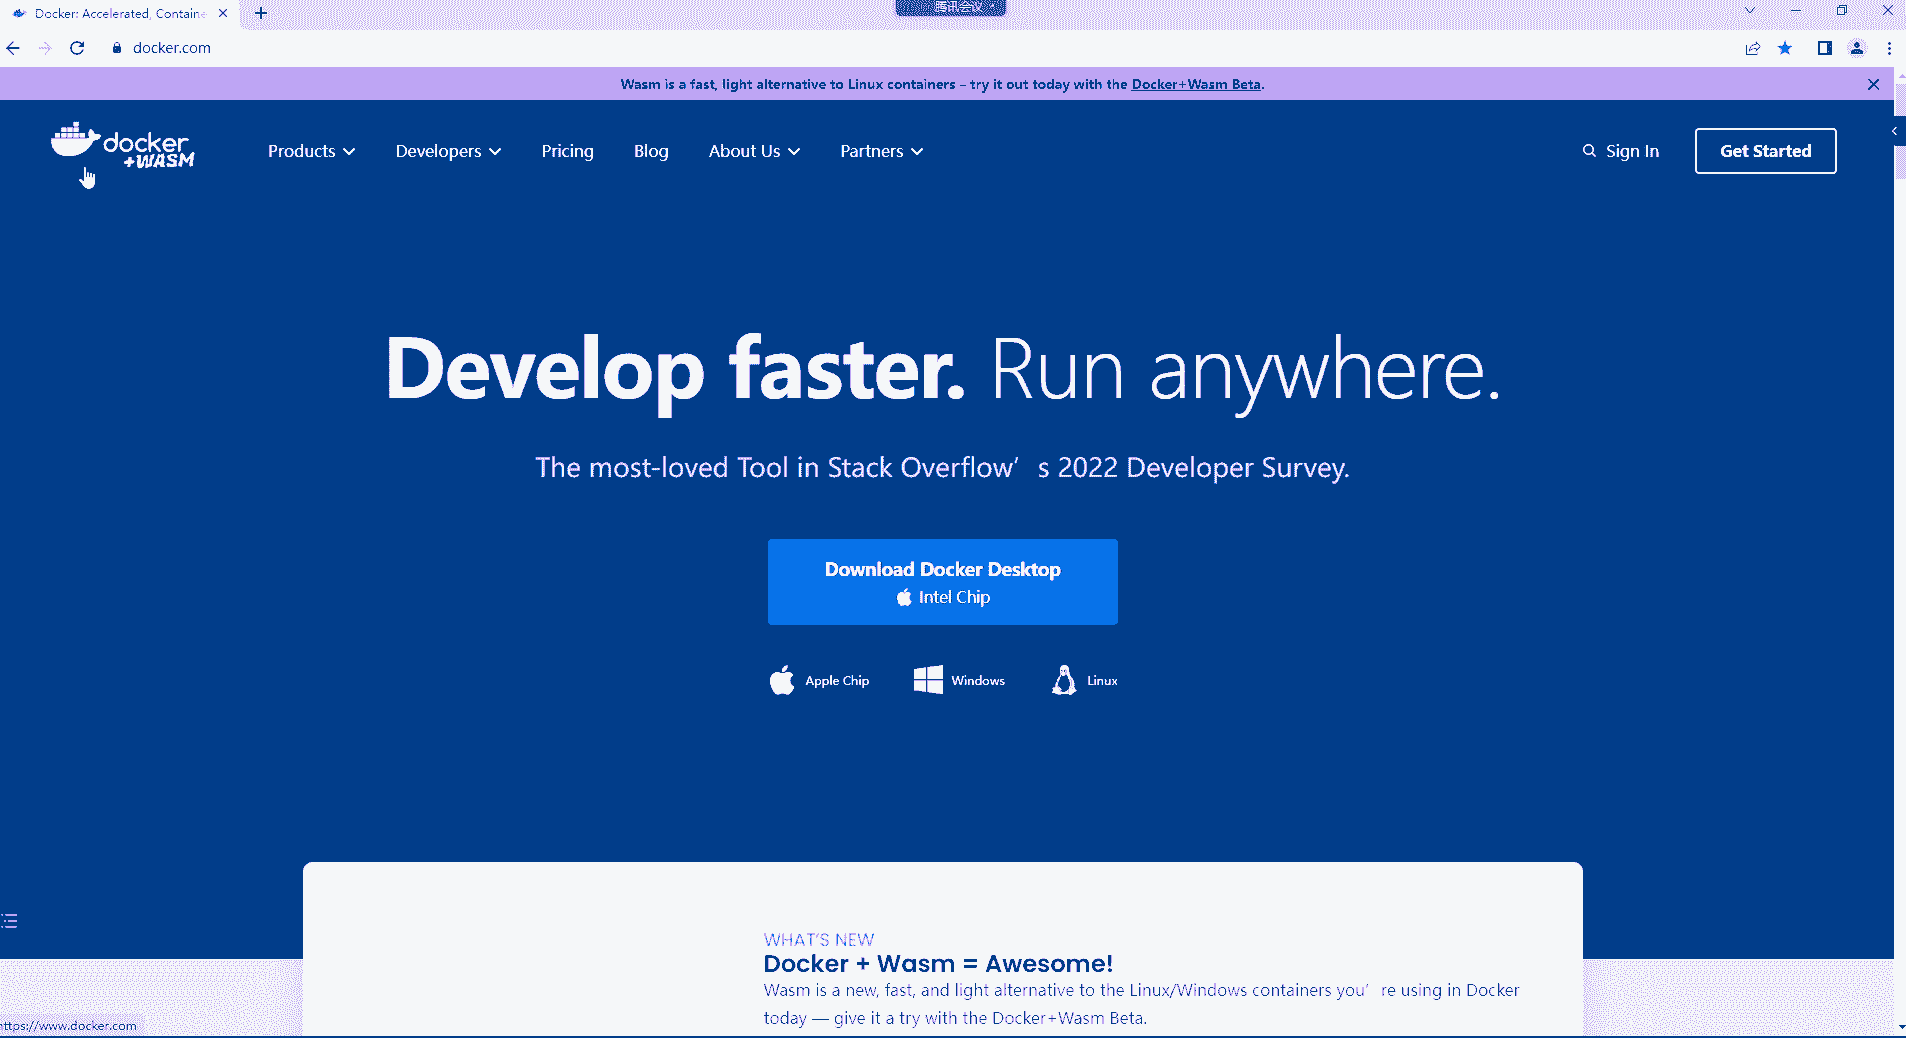 Docker: Accelerated, Containe
腾讯会议
docker.com
Wasm is a fast, light alternative to Linux containers – try it out today with the Docker+Wasm Beta.
docker
+WASM
Products
Developers
Pricing
Blog
About Us
Partners
Sign In
Get Started
Develop faster. Run anywhere.
The most-loved Tool in Stack Overflow’s 2022 Developer Survey.
Download Docker Desktop
Intel Chip
Apple Chip
Windows
Linux
WHAT’S NEW
Docker + Wasm = Awesome!
Wasm is a new, fast, and light alternative to the Linux/Windows containers you’re using in Docker
today — give it a try with the Docker+Wasm Beta.
https://www.docker.com